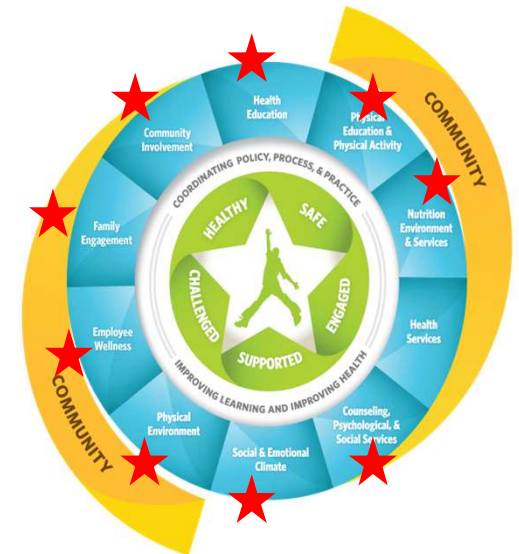 COMMUNITY
Health
Education
Physical
Education &
Physical Activity
Nutrition
Environment
& Services
Health
Services
Counseling,
Psychological, &
Social Services
Social & Emotional
Climate
Physical
Environment
Employee
Wellness
Family
Engagement
Community
Involvement
COORDINATING POLICY, PROCESS, & PRACTICE
IMPROVING LEARNING AND IMPROVING HEALTH
HEALTHY
SAFE
ENGAGED
SUPPORTED
CHALLENGED
COMMUNITY